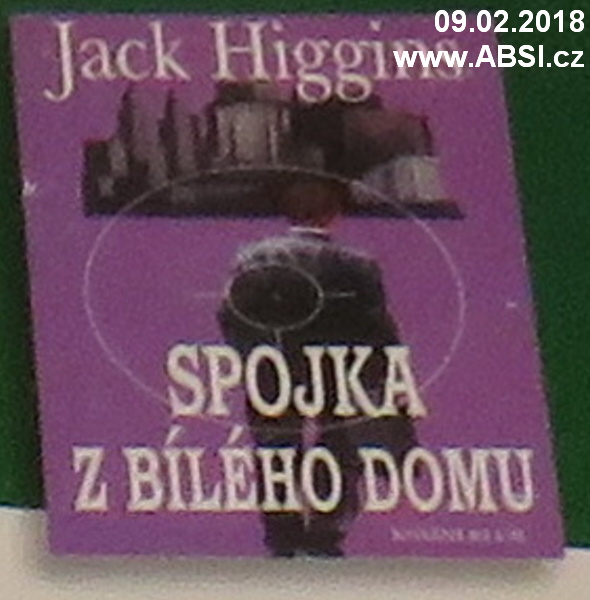 09.02.2018
www.ABSI.cz
Jack Higgins
SPOJKA
Z BÍLÉHO DOMU